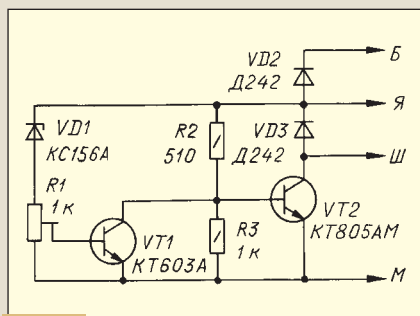 VD2
Д242
Б
Я
VD1
КС156А
R2
510
VD3
Д242
Ш
R1
1к
VT1
КТ603А
R3
1к
VT2
КТ805АМ
М